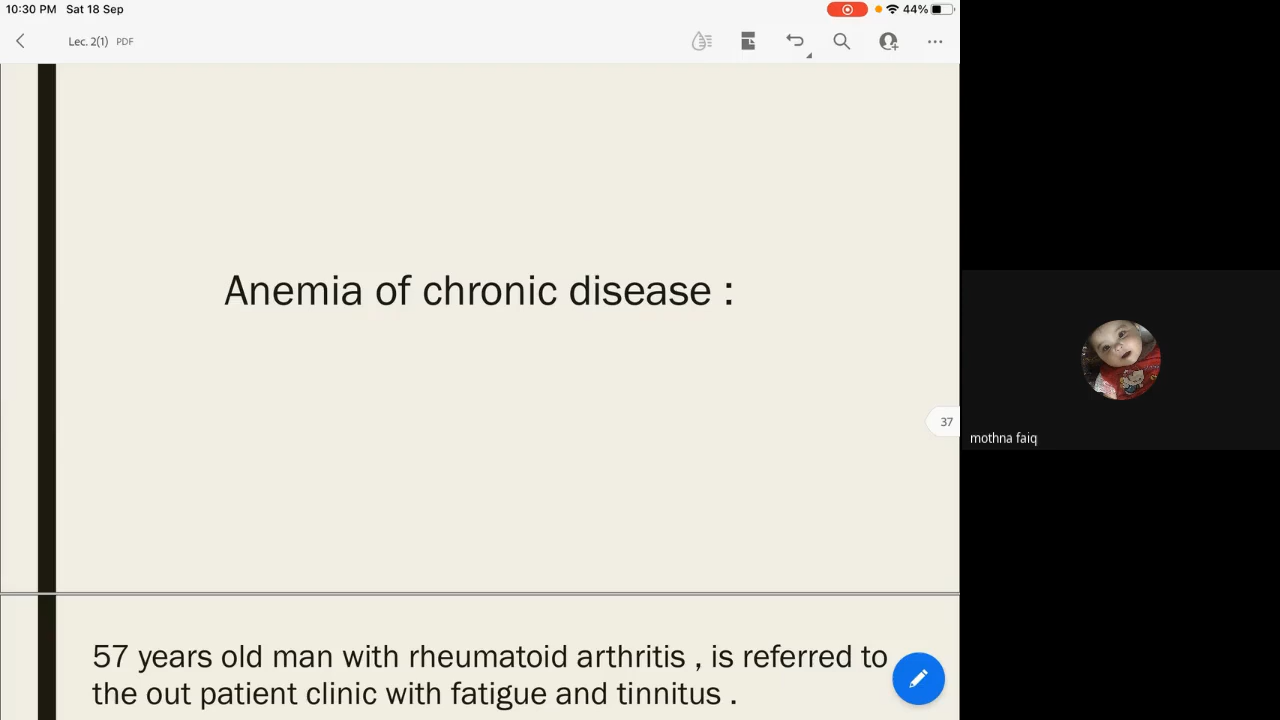 10:30 PM Sat 18 Sep
44%
Lec. 2(1) PDF
Anemia of chronic disease :
37
mothna faiq
57 years old man with rheumatoid arthritis , is referred to
the out patient clinic with fatigue and tinnitus .